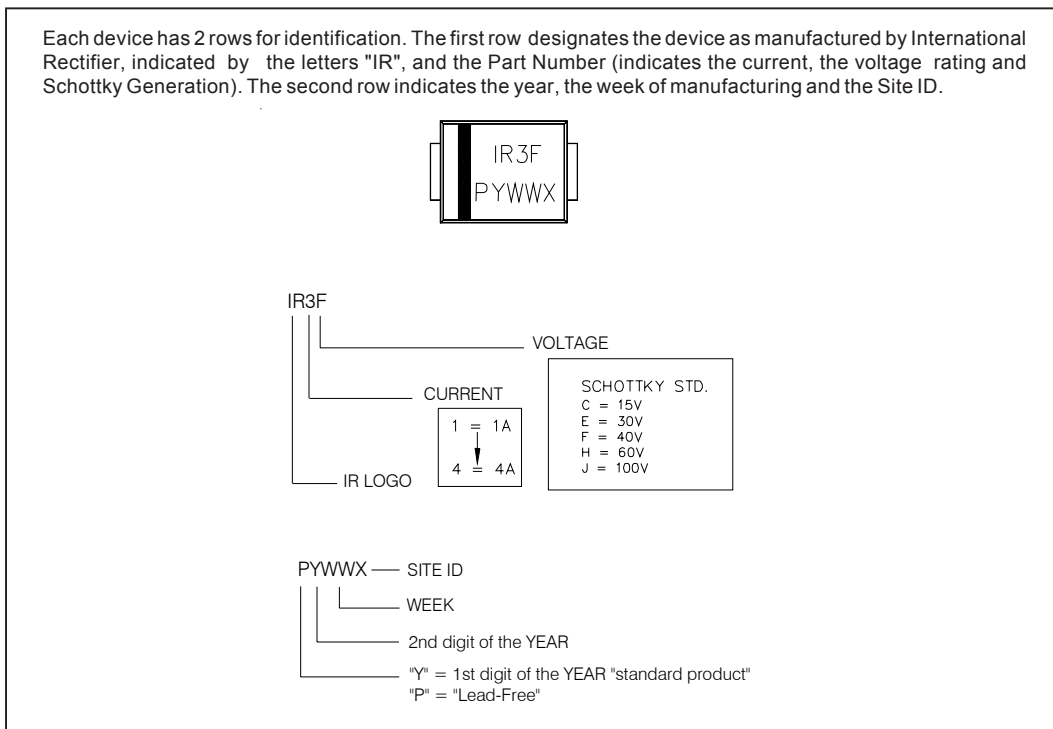 Each device has 2 rows for identification. The first row designates the device as manufactured by International
Rectifier, indicated by the letters "IR", and the Part Number (indicates the current, the voltage rating and
Schottky Generation). The second row indicates the year, the week of manufacturing and the Site ID.
IR3F
PYWWX
IR3F
VOLTAGE
SCHOTTKY STD.
C = 15V
E = 30V
F = 40V
H = 60V
J = 100V
CURRENT
1 = 1A
4 = 4A
IR LOGO
PYWWX
SITE ID
WEEK
2nd digit of the YEAR
"Y" = 1st digit of the YEAR "standard product"
"P" = "Lead-Free"